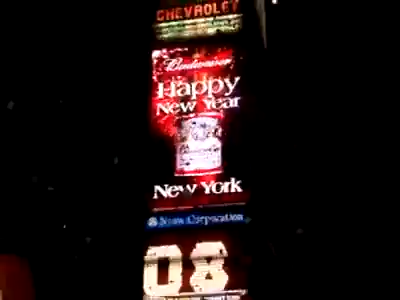 CHEVROLET
Budweiser
Happy
New Year
New York
News Corporation
08